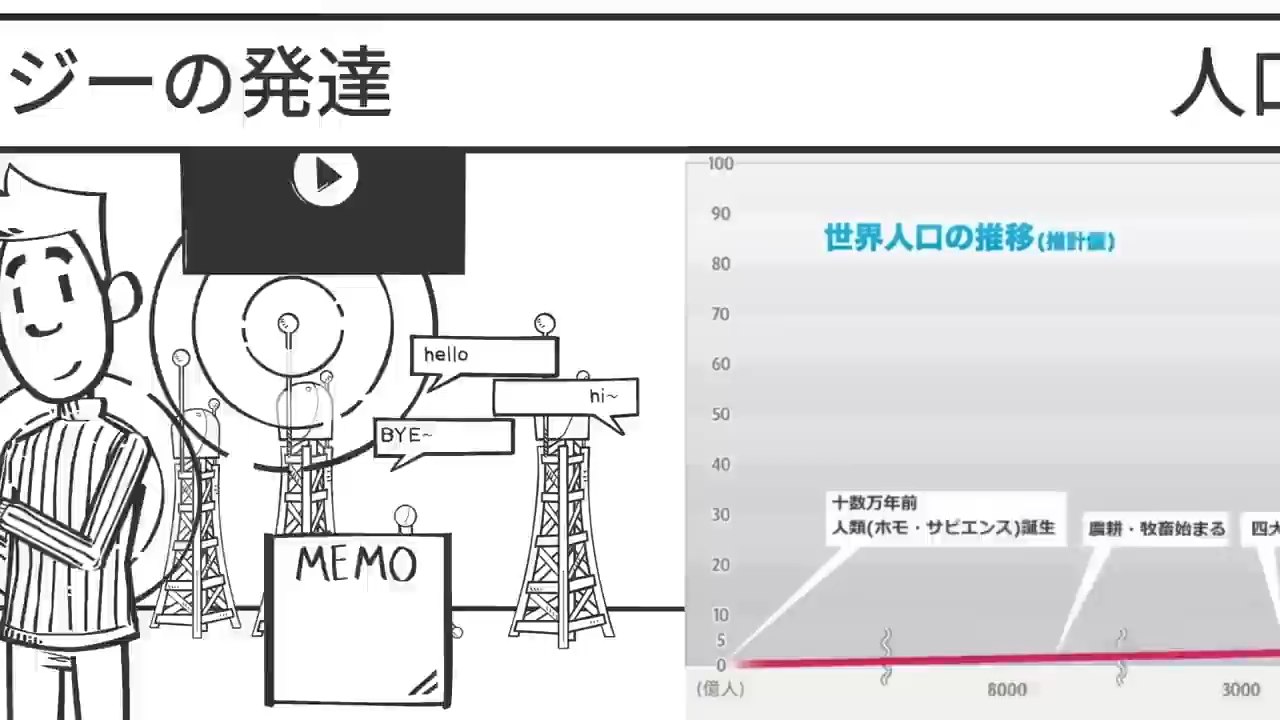 ジーの発達
人口
hello
hi~
BYE~
MEMO
100
世界人口の推移(推計値)
90
80
70
60
50
40
30
20
10
5
0
(億人)
十数万年前
人類(ホモ・サピエンス)誕生
農耕・牧畜始まる
四大
8000
3000